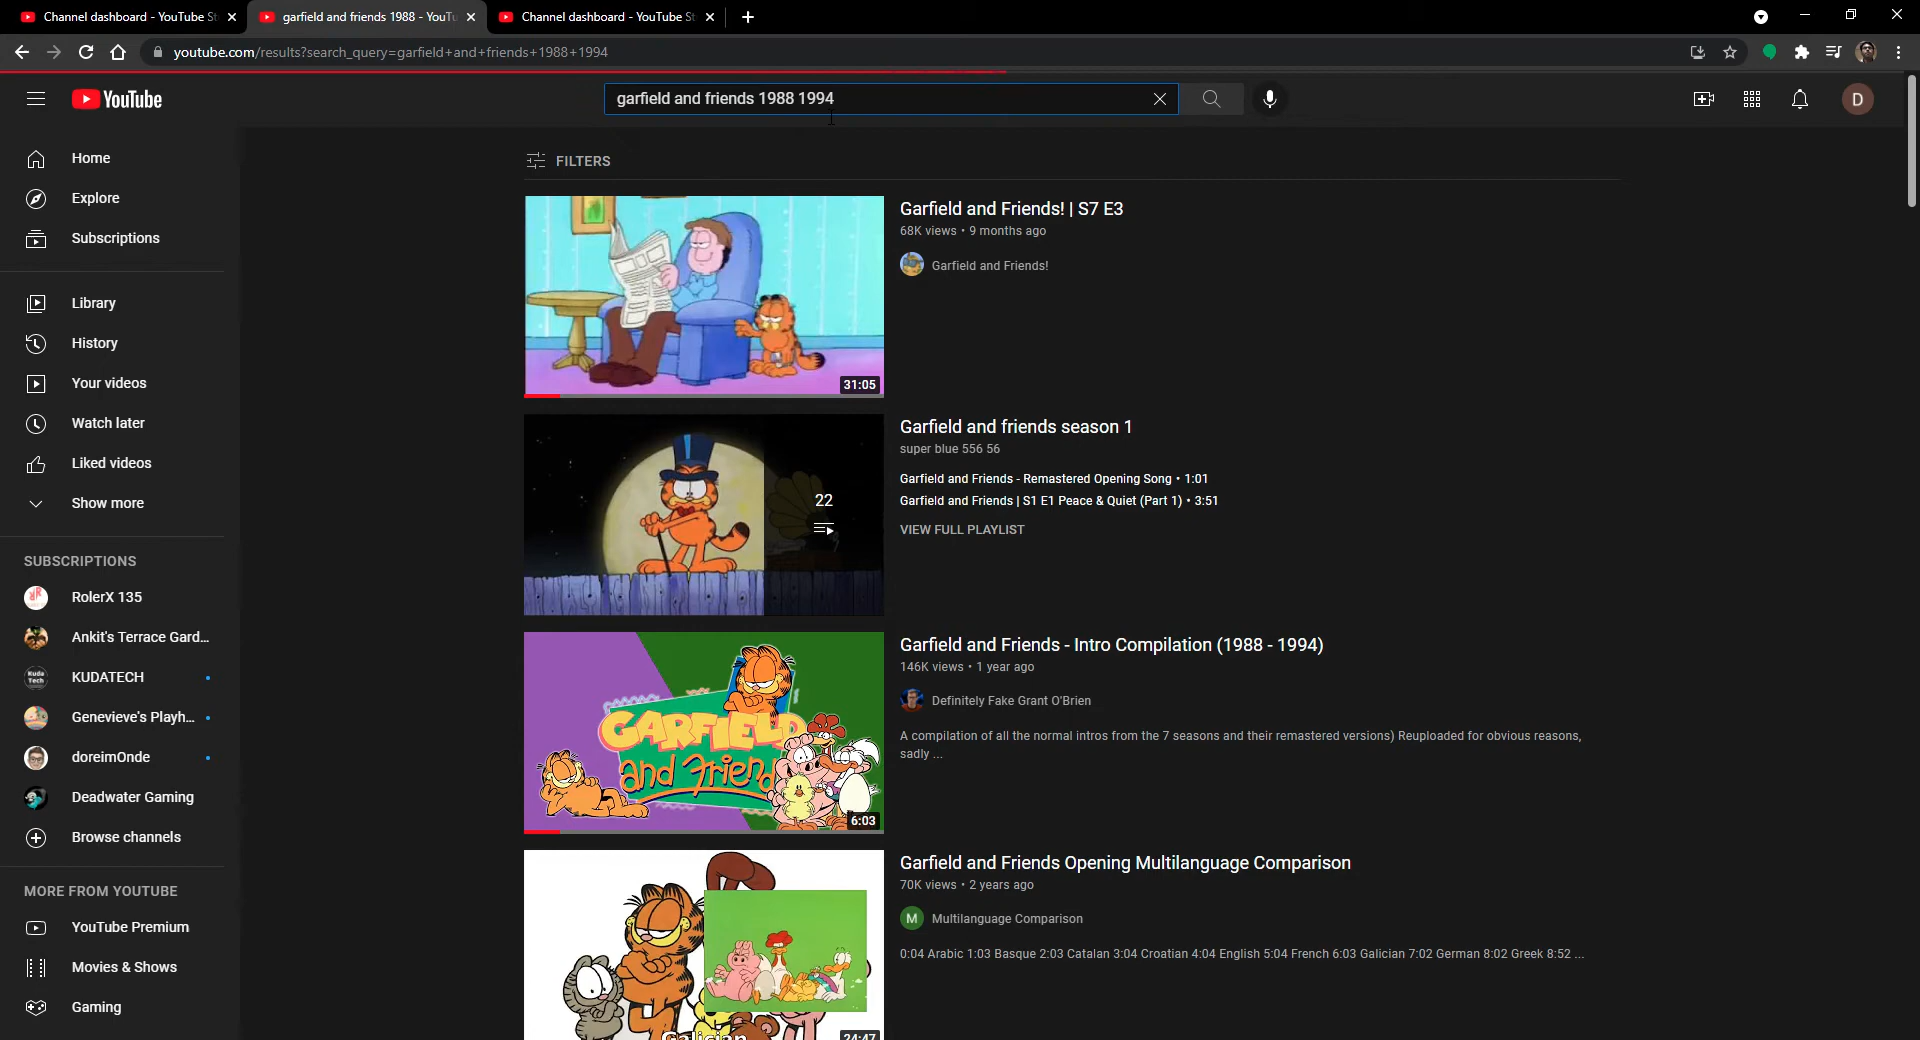 Channel dashboard - YouTube St
garfield and friends 1988 - YouTu
Channel dashboard - YouTube St
youtube.com/results?search_query=garfield+and+friends+1988+1994
YouTube
garfield and friends 1988 1994
D
Home
Explore
Subscriptions
Library
History
Your videos
Watch later
Liked videos
Show more
SUBSCRIPTIONS
RolerX 135
Ankit's Terrace Gard...
Kuda
Tech
KUDATECH
Genevieve's Playh...
doreimOnde
Deadwater Gaming
Browse channels
MORE FROM YOUTUBE
YouTube Premium
Movies & Shows
Gaming
FILTERS
31:05
Garfield and Friends! | S7 E3
68K views • 9 months ago
Garfield and Friends!
22
Garfield and friends season 1
super blue 556 56
Garfield and Friends - Remastered Opening Song • 1:01
Garfield and Friends | S1 E1 Peace & Quiet (Part 1) • 3:51
VIEW FULL PLAYLIST
GARFIELD
and Friend
6:03
Garfield and Friends - Intro Compilation (1988 - 1994)
146K views • 1 year ago
Definitely Fake Grant O'Brien
A compilation of all the normal intros from the 7 seasons and their remastered versions) Reuploaded for obvious reasons,
sadly ...
Galician
24:47
Garfield and Friends Opening Multilanguage Comparison
70K views • 2 years ago
M
Multilanguage Comparison
0:04 Arabic 1:03 Basque 2:03 Catalan 3:04 Croatian 4:04 English 5:04 French 6:03 Galician 7:02 German 8:02 Greek 8:52 ...